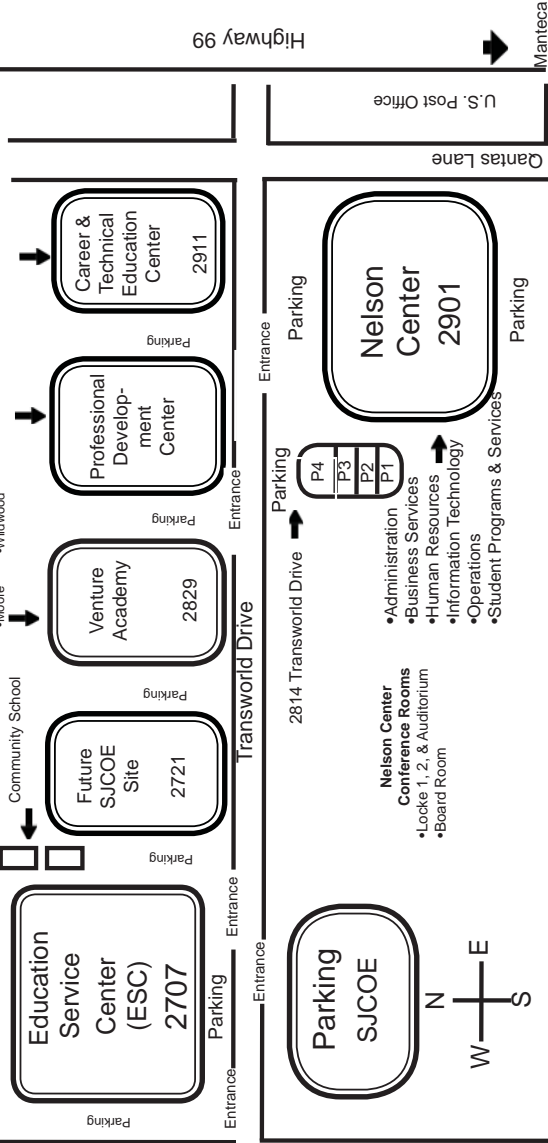 Highway 99
Manteca
U.S. Post Office
Qantas Lane
Career &
Technical
Education
Center
2911
Parking
Professional
Develop-
ment
Center
Parking
•Wildwood
•Moore
Venture
Academy
2829
Parking
Community School
Future
SJCOE
Site
2721
Parking
Education
Service
Center
(ESC)
2707
Parking
Parking
Entrance
Entrance
Entrance
Transworld Drive
Entrance
Entrance
Parking
Nelson
Center
2901
Parking
Parking
P4
P3
P2
P1
2814 Transworld Drive
•Administration
•Business Services
•Human Resources
•Information Technology
•Operations
•Student Programs & Services
Nelson Center
Conference Rooms
•Locke 1, 2, & Auditorium
•Board Room
Parking
SJCOE
N
W
E
S